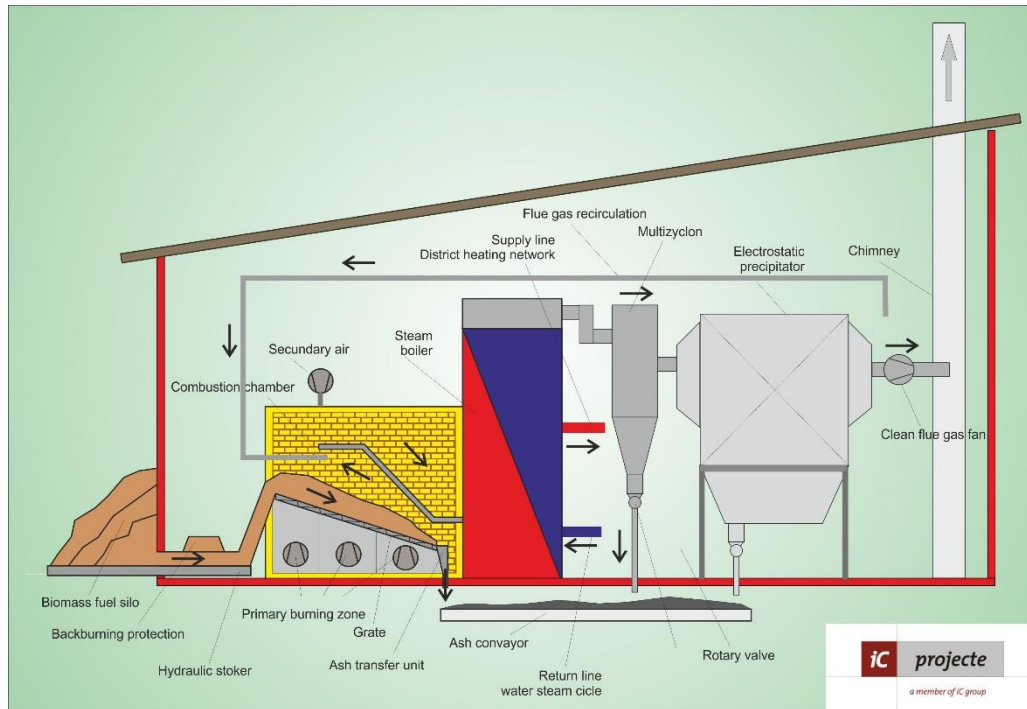 Flue gas recirculation
Supply line
District heating network
Multizyclon
Electrostatic
precipitator
Chimney
Steam
boiler
Secundary air
Combustion chamber
Clean flue gas fan
Biomass fuel silo
Backburning protection
Hydraulic stoker
Primary burning zone
Grate
Ash transfer unit
Ash convayor
Return line
water steam cicle
Rotary valve
iC projecte
a member of iC group